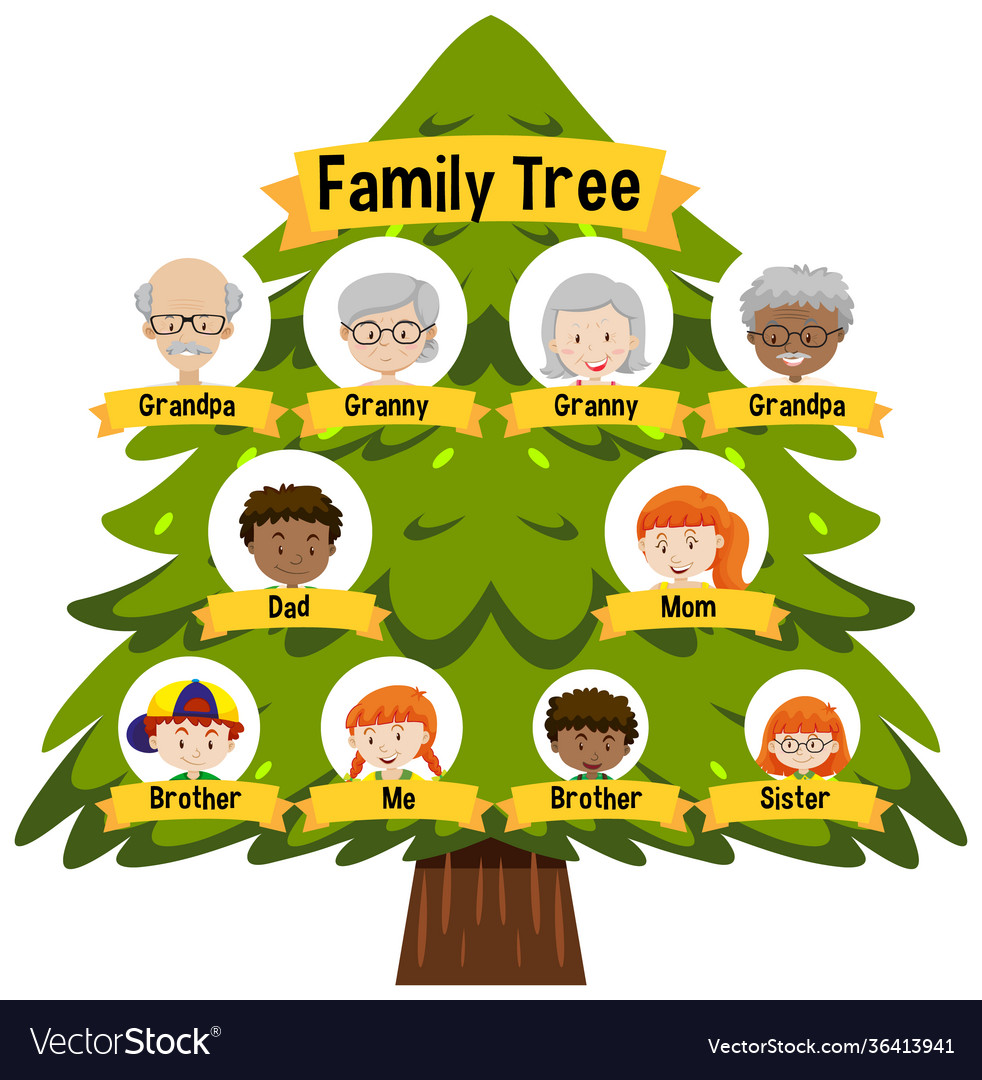 Family Tree
Grandpa
Granny
Granny
Grandpa
Dad
Mom
Brother
Me
Brother
Sister
VectorStock®
VectorStock.com/36413941